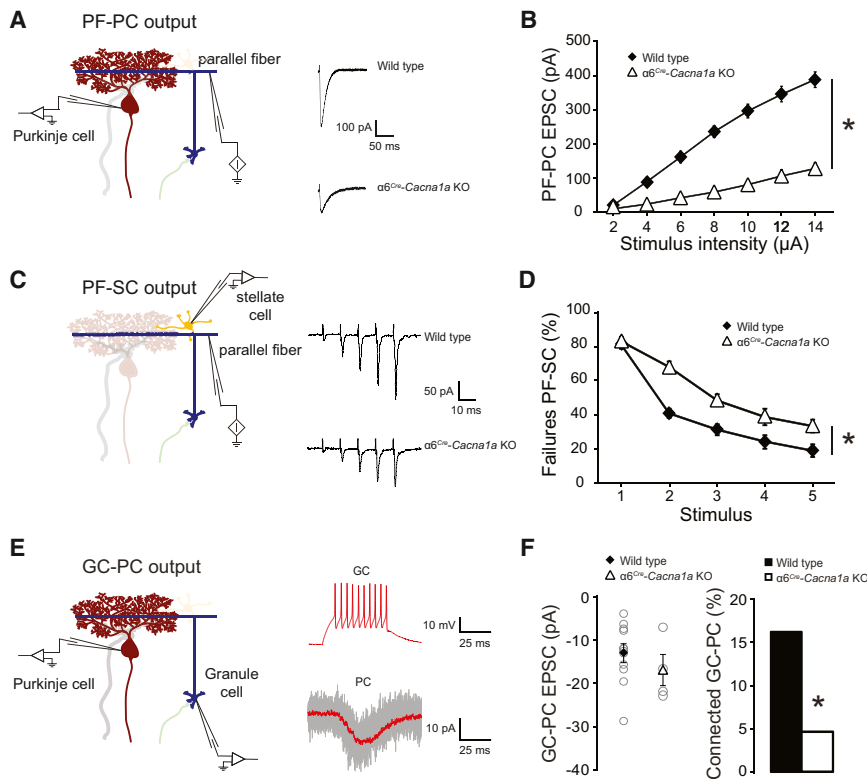 A
PF-PC output
parallel fiber
Purkinje cell
Wild type
100 pA
50 ms
α6Cre-Cacna1a KO
B
PF-PC EPSC (pA)
500
400
300
200
100
0
2 4 6 8 10 12 14
Stimulus intensity (µA)
Wild type
α6Cre-Cacna1a KO
*
C
PF-SC output
stellate cell
parallel fiber
Wild type
50 pA
10 ms
α6Cre-Cacna1a KO
D
Failures PF-SC (%)
100
80
60
40
20
0
1 2 3 4 5
Stimulus
Wild type
α6Cre-Cacna1a KO
*
E
GC-PC output
Purkinje cell
Granule cell
GC
10 mV
25 ms
PC
10 pA
25 ms
F
Wild type
α6Cre-Cacna1a KO
GC-PC EPSC (pA)
0
-10
-20
-30
-40
Wild type
α6Cre-Cacna1a KO
Connected GC-PC (%)
20
15
10
5
0
*